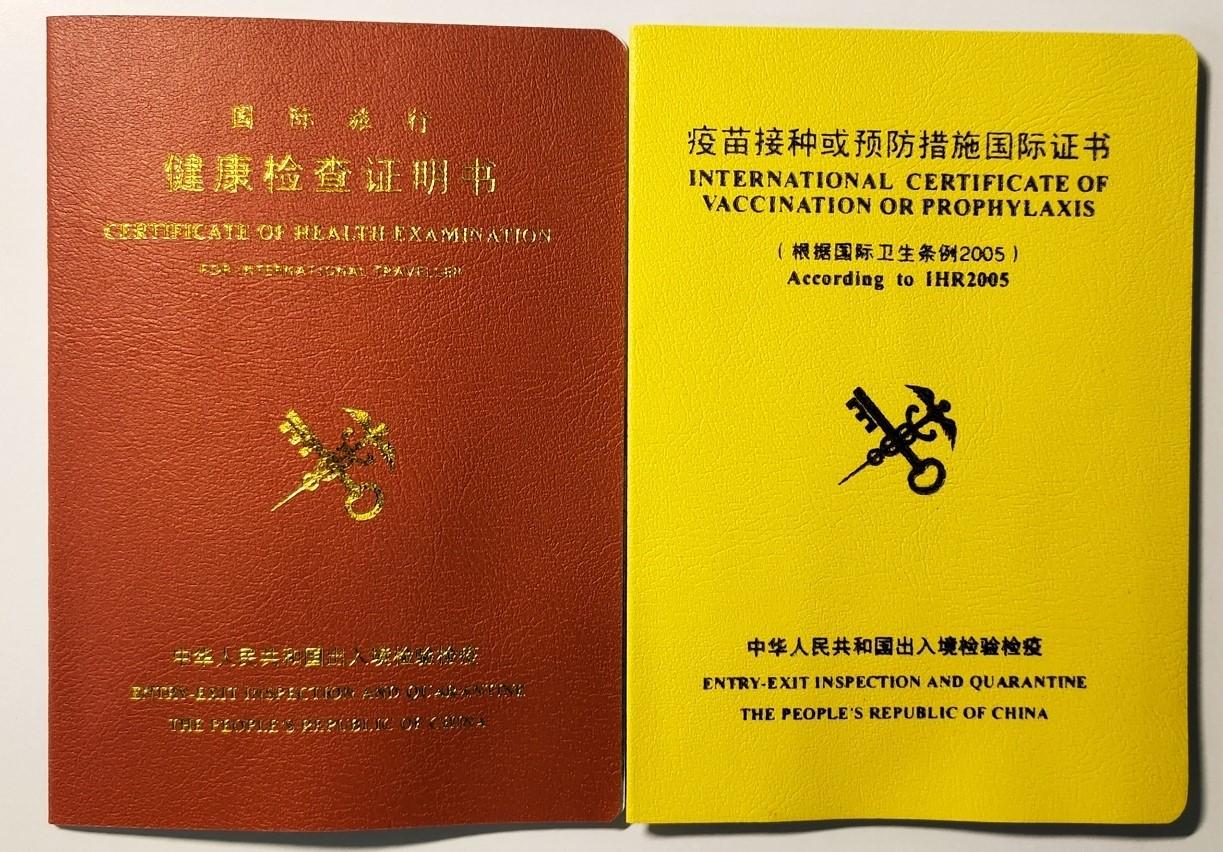 国际旅行
健康检查证明书
CERTIFICATE OF HEALTH EXAMINATION
FOR INTERNATIONAL TRAVELLER
中华人民共和国出入境检验检疫
ENTRY-EXIT INSPECTION AND QUARANTINE
THE PEOPLE'S REPUBLIC OF CHINA
疫苗接种或预防措施国际证书
INTERNATIONAL CERTIFICATE OF
VACCINATION OR PROPHYLAXIS
(根据国际卫生条例2005)
According to IHR2005
中华人民共和国出入境检验检疫
ENTRY-EXIT INSPECTION AND QUARANTINE
THE PEOPLE'S REPUBLIC OF CHINA